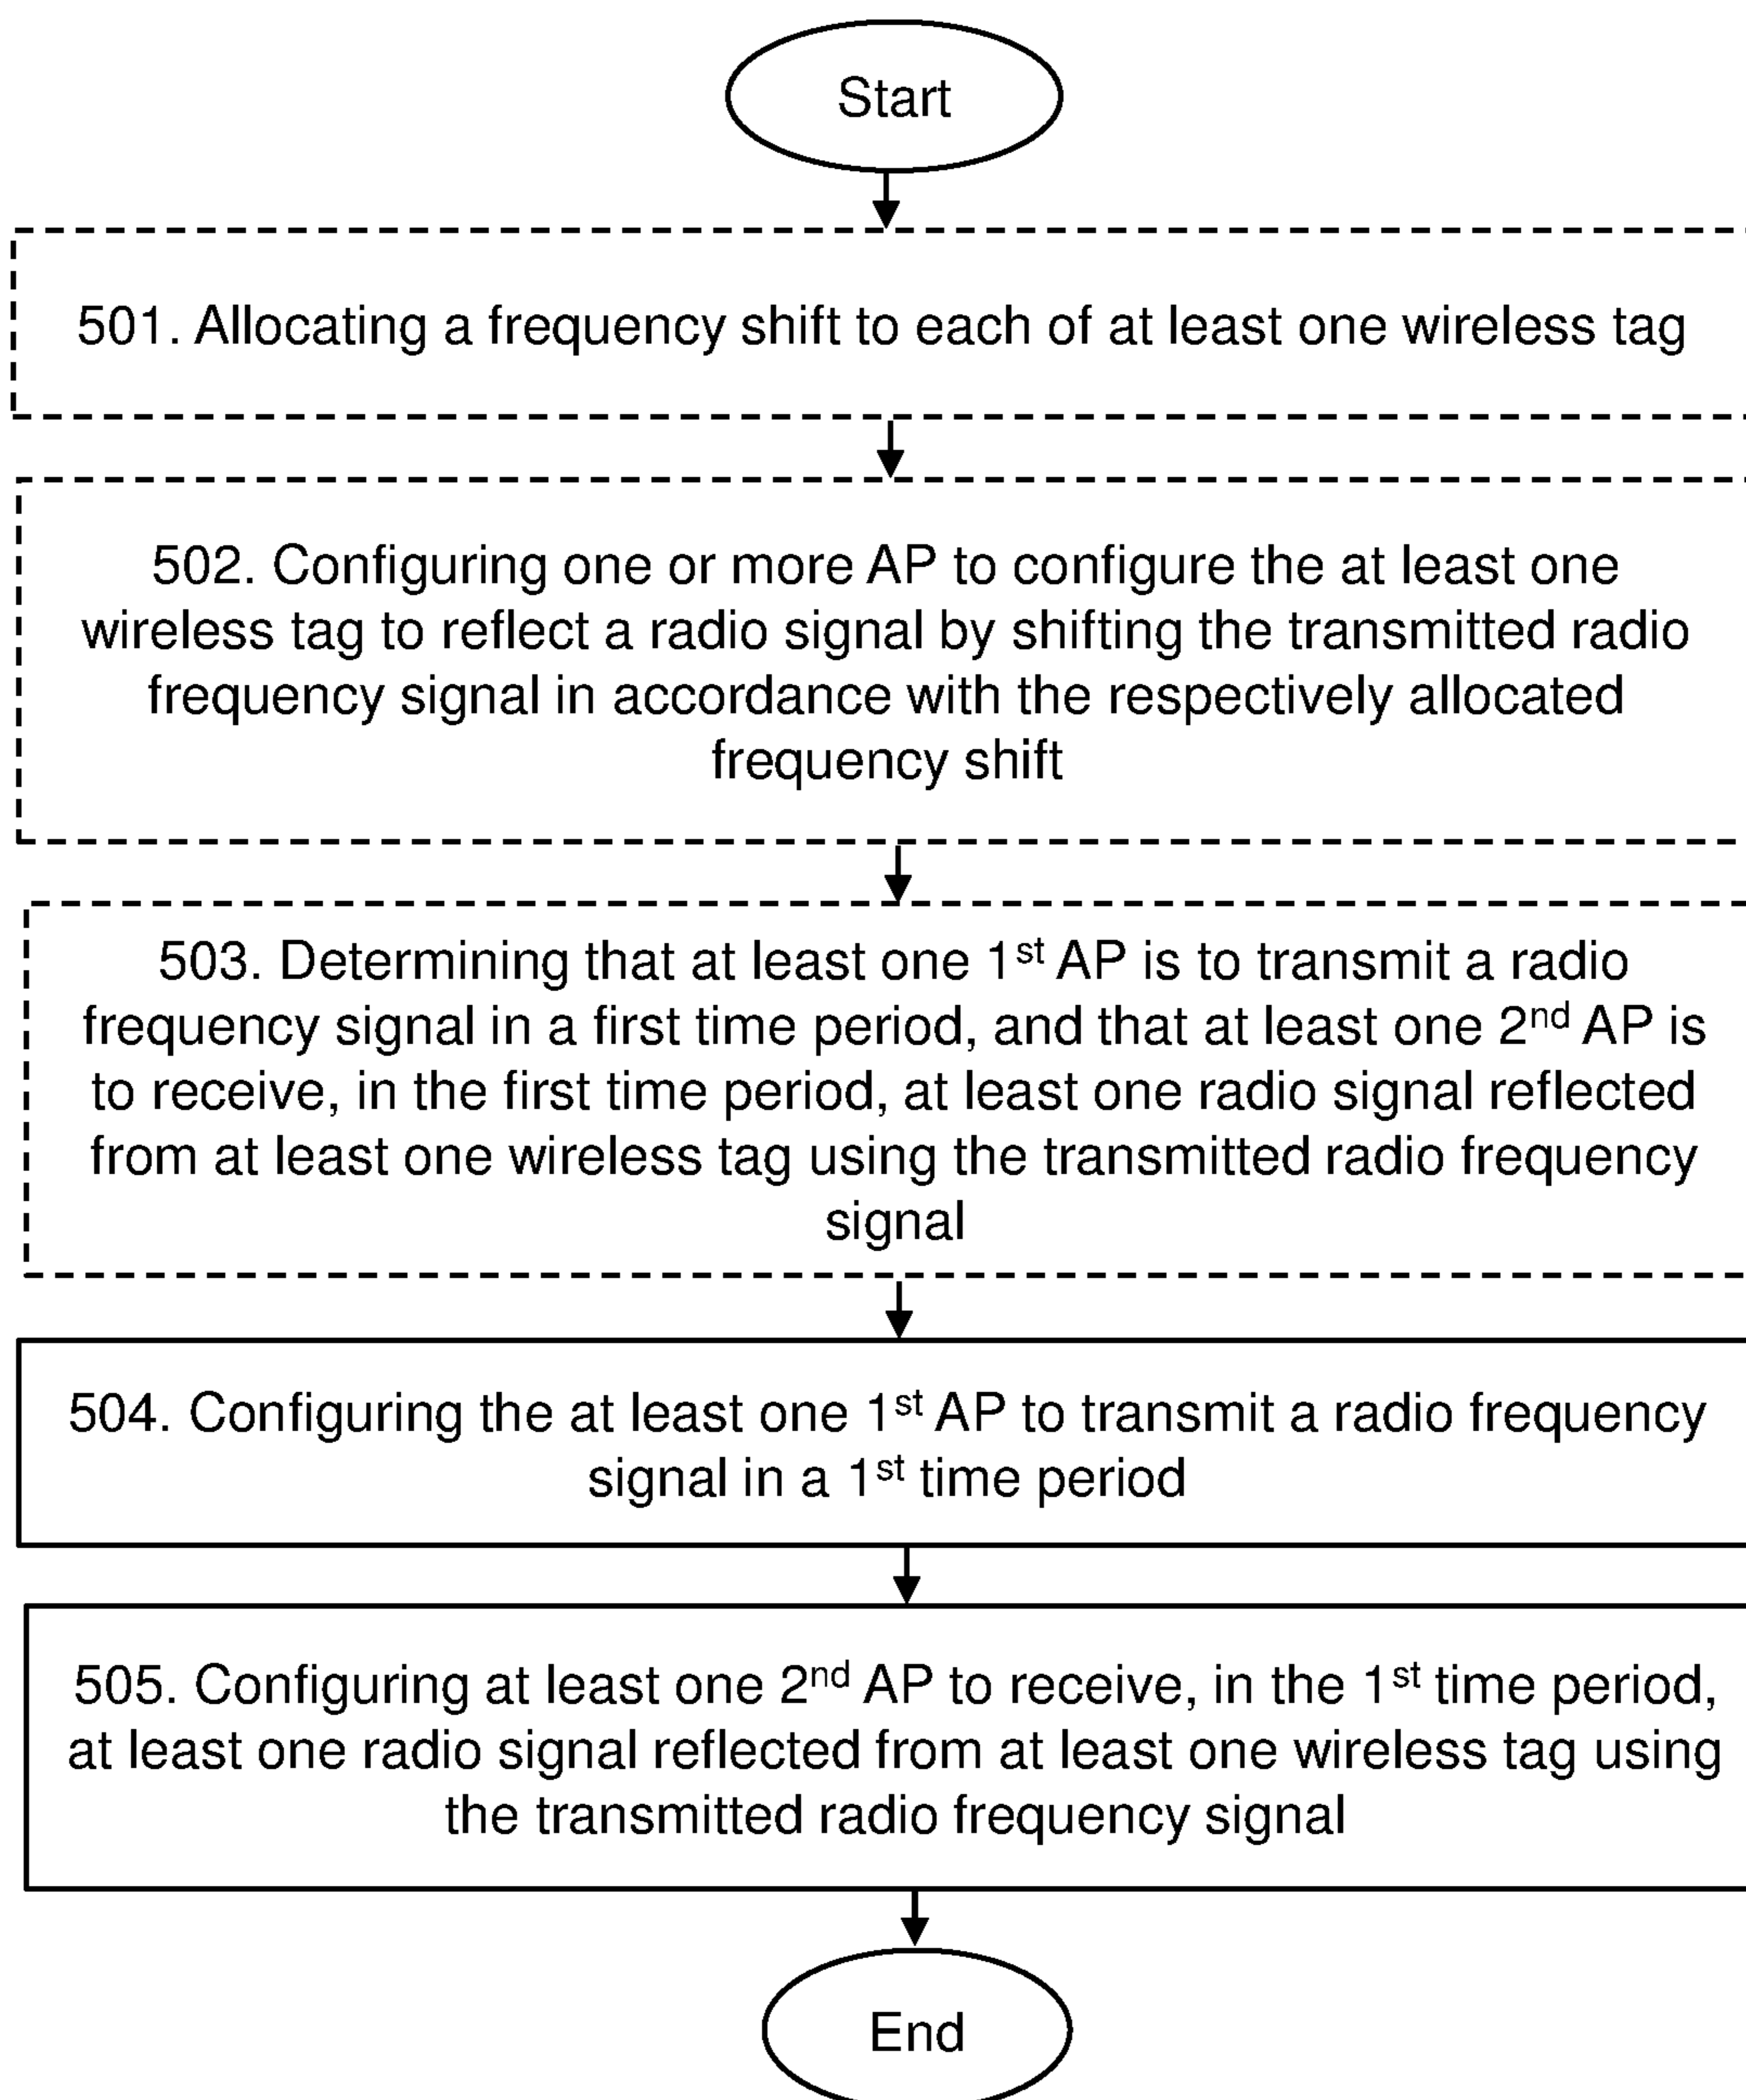 Start
501. Allocating a frequency shift to each of at least one wireless tag
502. Configuring one or more AP to configure the at least one
wireless tag to reflect a radio signal by shifting the transmitted radio
frequency signal in accordance with the respectively allocated
frequency shift
503. Determining that at least one 1st AP is to transmit a radio
frequency signal in a first time period, and that at least one 2nd AP is
to receive, in the first time period, at least one radio signal reflected
from at least one wireless tag using the transmitted radio frequency
signal
504. Configuring the at least one 1st AP to transmit a radio frequency
signal in a 1st time period
505. Configuring at least one 2nd AP to receive, in the 1st time period,
at least one radio signal reflected from at least one wireless tag using
the transmitted radio frequency signal
End